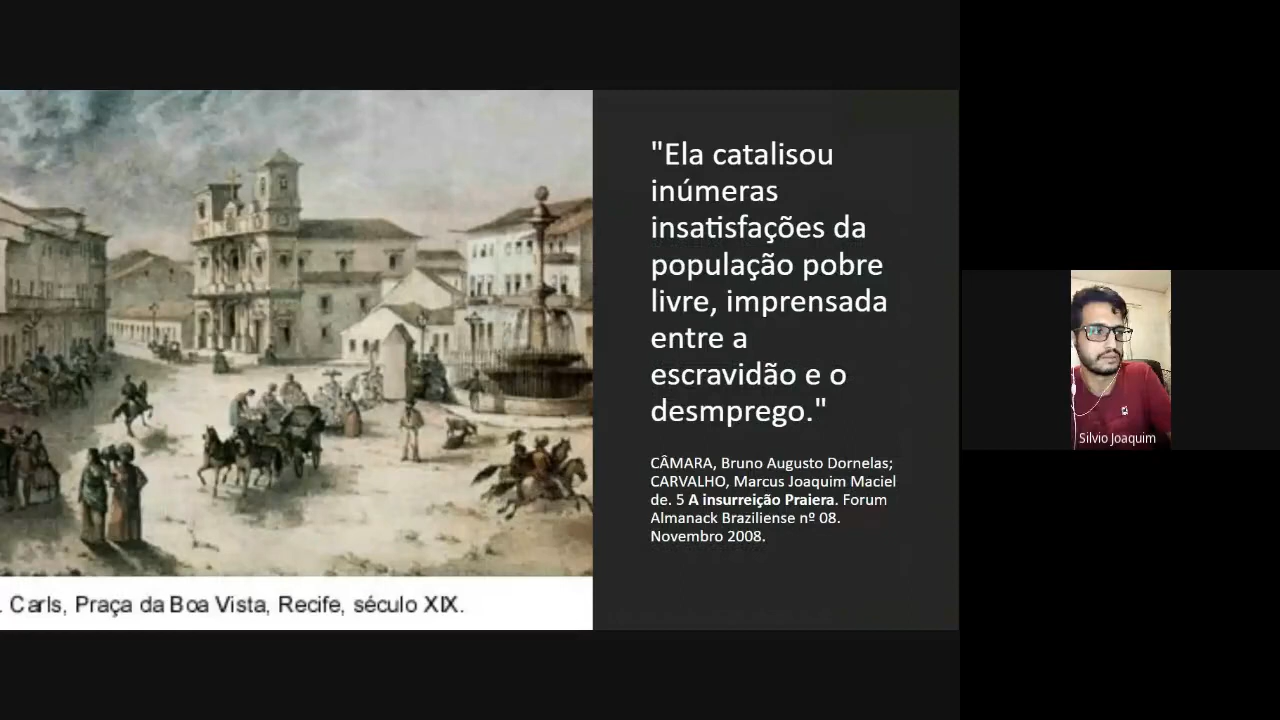 "Ela catalisou
inúmeras
insatisfações da
população pobre
livre, imprensada
entre a
escravidão e o
desmprego."
CÂMARA, Bruno Augusto Dornelas;
CARVALHO, Marcus Joaquim Maciel
de. 5 A insurreição Praiera. Forum
Almanack Braziliense nº 08.
Novembro 2008.
. Carls, Praça da Boa Vista, Recife, século XIX.
Silvio Joaquim